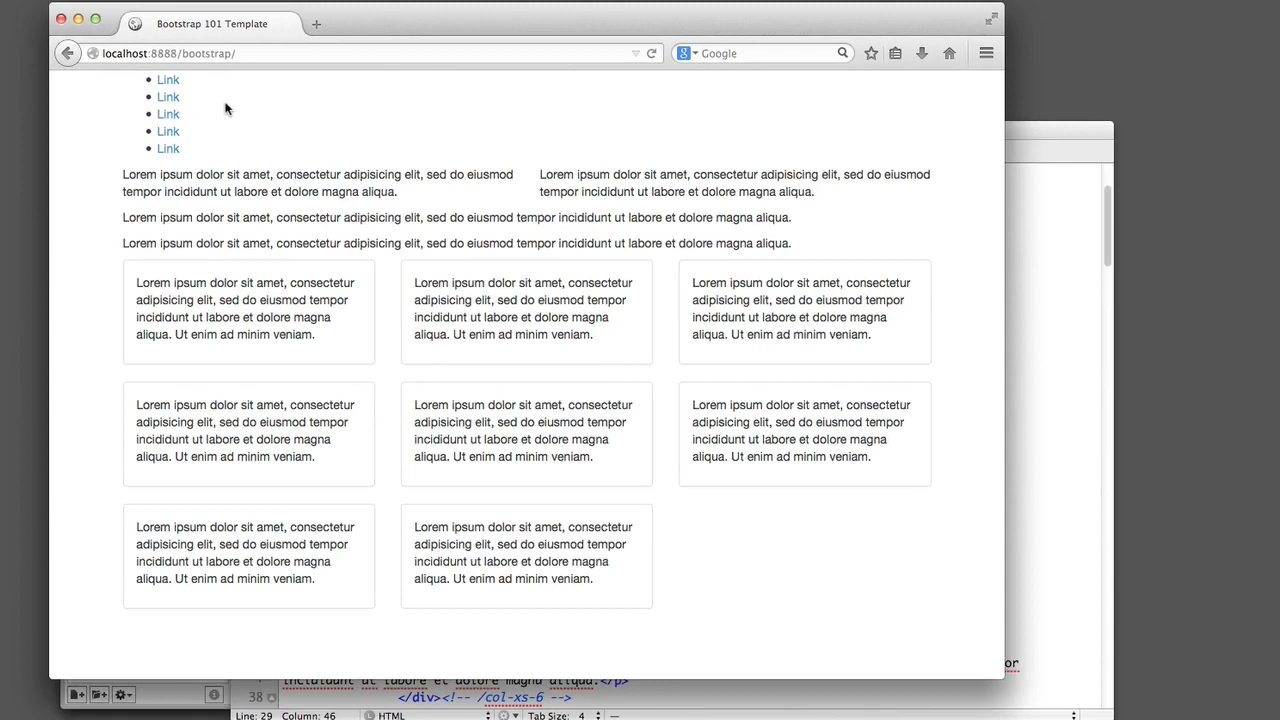 Bootstrap 101 Template
localhost:8888/bootstrap/
Google
Link
Link
Link
Link
Link
Lorem ipsum dolor sit amet, consectetur adipisicing elit, sed do eiusmod
tempor incididunt ut labore et dolore magna aliqua.
Lorem ipsum dolor sit amet, consectetur adipisicing elit, sed do eiusmod
tempor incididunt ut labore et dolore magna aliqua.
Lorem ipsum dolor sit amet, consectetur adipisicing elit, sed do eiusmod tempor incididunt ut labore et dolore magna aliqua.
Lorem ipsum dolor sit amet, consectetur adipisicing elit, sed do eiusmod tempor incididunt ut labore et dolore magna aliqua.
Lorem ipsum dolor sit amet, consectetur
adipisicing elit, sed do eiusmod tempor
incididunt ut labore et dolore magna
aliqua. Ut enim ad minim veniam.
Lorem ipsum dolor sit amet, consectetur
adipisicing elit, sed do eiusmod tempor
incididunt ut labore et dolore magna
aliqua. Ut enim ad minim veniam.
Lorem ipsum dolor sit amet, consectetur
adipisicing elit, sed do eiusmod tempor
incididunt ut labore et dolore magna
aliqua. Ut enim ad minim veniam.
Lorem ipsum dolor sit amet, consectetur
adipisicing elit, sed do eiusmod tempor
incididunt ut labore et dolore magna
aliqua. Ut enim ad minim veniam.
Lorem ipsum dolor sit amet, consectetur
adipisicing elit, sed do eiusmod tempor
incididunt ut labore et dolore magna
aliqua. Ut enim ad minim veniam.
Lorem ipsum dolor sit amet, consectetur
adipisicing elit, sed do eiusmod tempor
incididunt ut labore et dolore magna
aliqua. Ut enim ad minim veniam.
Lorem ipsum dolor sit amet, consectetur
adipisicing elit, sed do eiusmod tempor
incididunt ut labore et dolore magna
aliqua. Ut enim ad minim veniam.
Lorem ipsum dolor sit amet, consectetur
adipisicing elit, sed do eiusmod tempor
incididunt ut labore et dolore magna
aliqua. Ut enim ad minim veniam.
or
incididunt ut labore et dolore magna aliqua.</p>
38 </div><!-- /col-xs-6 -->
Line: 29 Column: 46 HTML Tab Size: 4